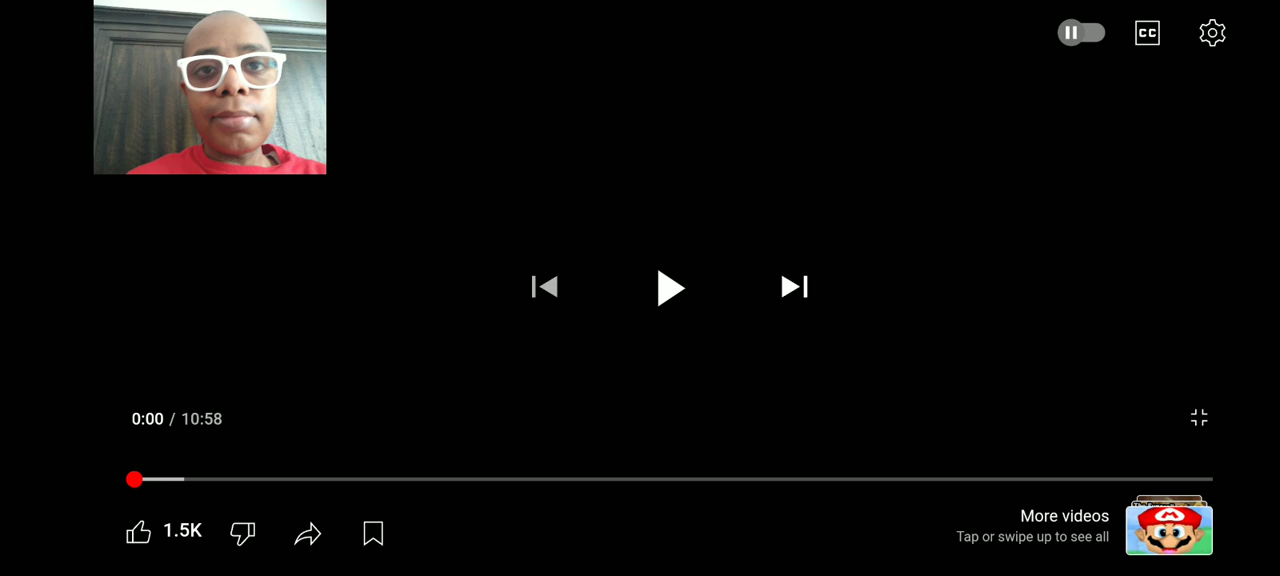 CC
0:00 / 10:58
1.5K
More videos
Tap or swipe up to see all
M